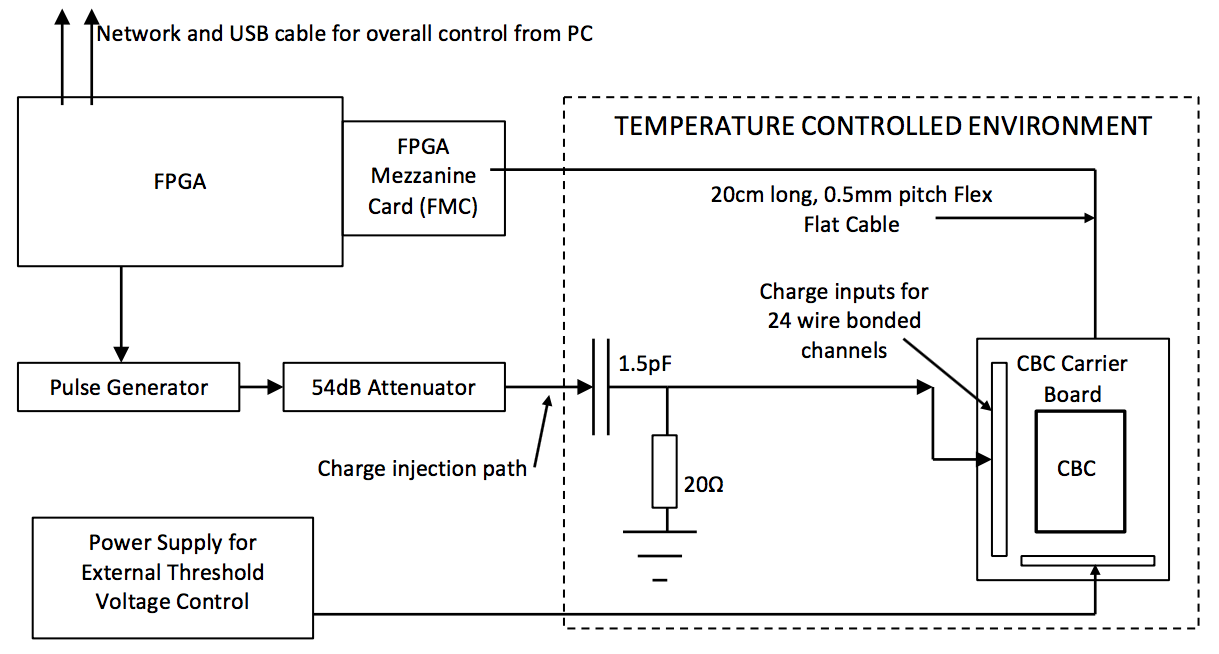 Network and USB cable for overall control from PC
TEMPERATURE CONTROLLED ENVIRONMENT
FPGA
FPGA
Mezzanine
Card (FMC)
20cm long, 0.5mm pitch Flex
Flat Cable
Charge inputs for
24 wire bonded
channels
Pulse Generator
54dB Attenuator
1.5pF
CBC Carrier
Board
Charge injection path
20Ω
CBC
Power Supply for
External Threshold
Voltage Control